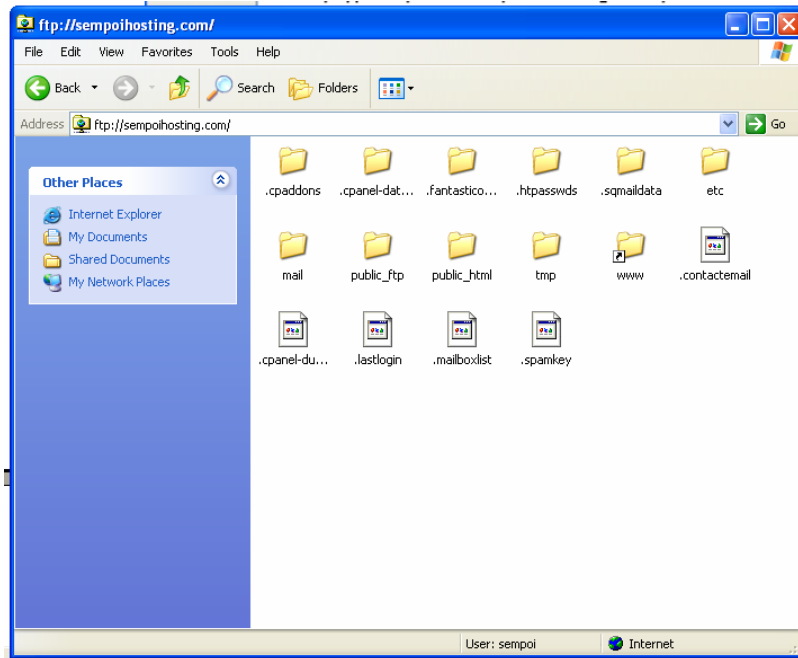 ftp://sempoihosting.com/
File Edit View Favorites Tools Help
Back Search Folders
Address ftp://sempoihosting.com/ Go
Other Places
Internet Explorer
My Documents
Shared Documents
My Network Places
.cpaddons .cpanel-dat... .fantastico... .htpasswds .sqmaildata etc
mail public_ftp public_html tmp www .contactemail
.cpanel-du... .lastlogin .mailboxlist .spamkey
User: sempoi Internet